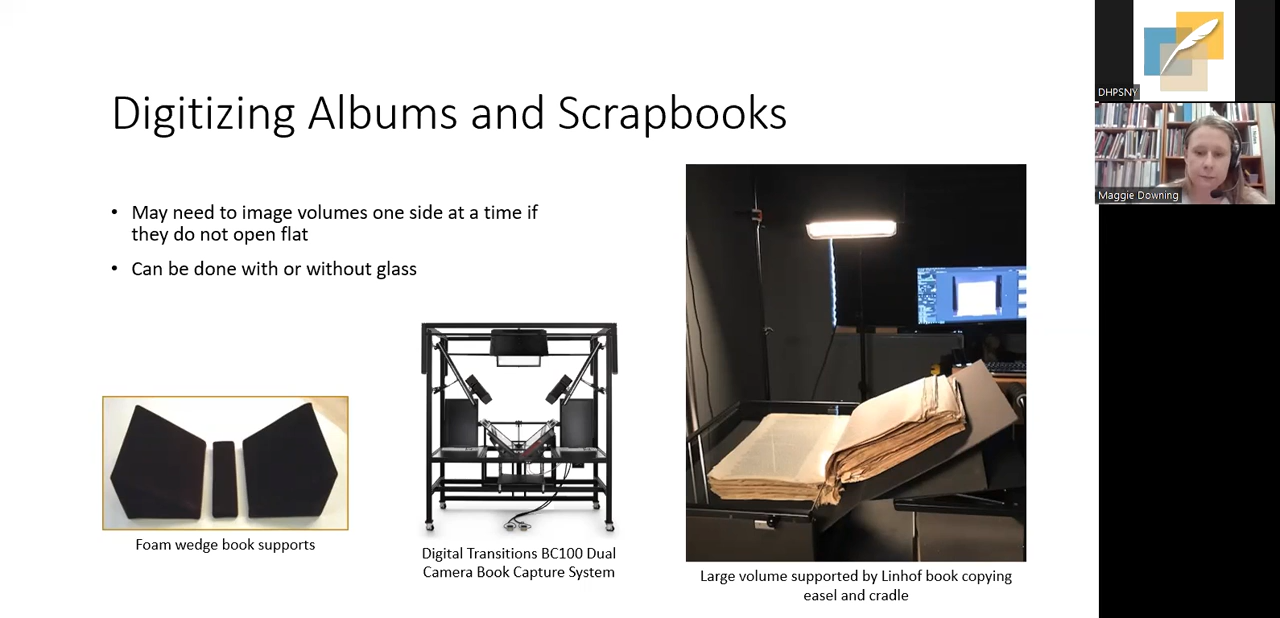 Digitizing Albums and Scrapbooks
• May need to image volumes one side at a time if
they do not open flat
• Can be done with or without glass
Foam wedge book supports
Digital Transitions BC100 Dual
Camera Book Capture System
Large volume supported by Linhof book copying
easel and cradle
DHPSNY
Maggie Downing